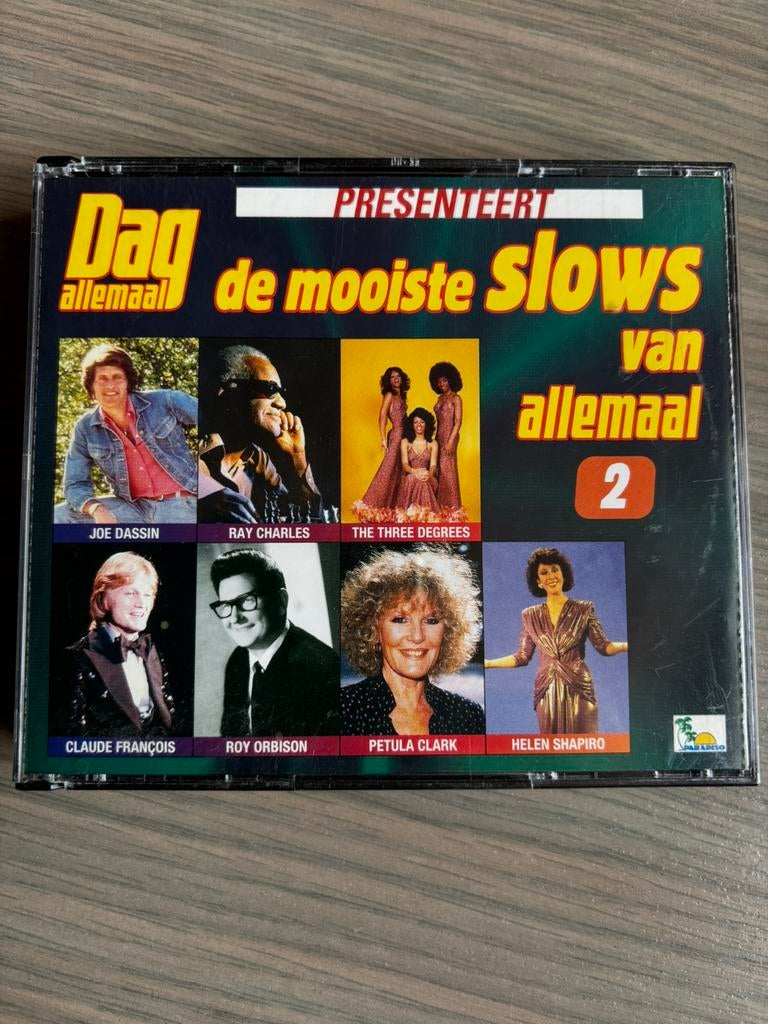 PRESENTEERT
Dag
allemaal
de mooiste slows
van
allemaal
2
JOE DASSIN
RAY CHARLES
THE THREE DEGREES
CLAUDE FRANÇOIS
ROY ORBISON
PETULA CLARK
HELEN SHAPIRO
PARADISO